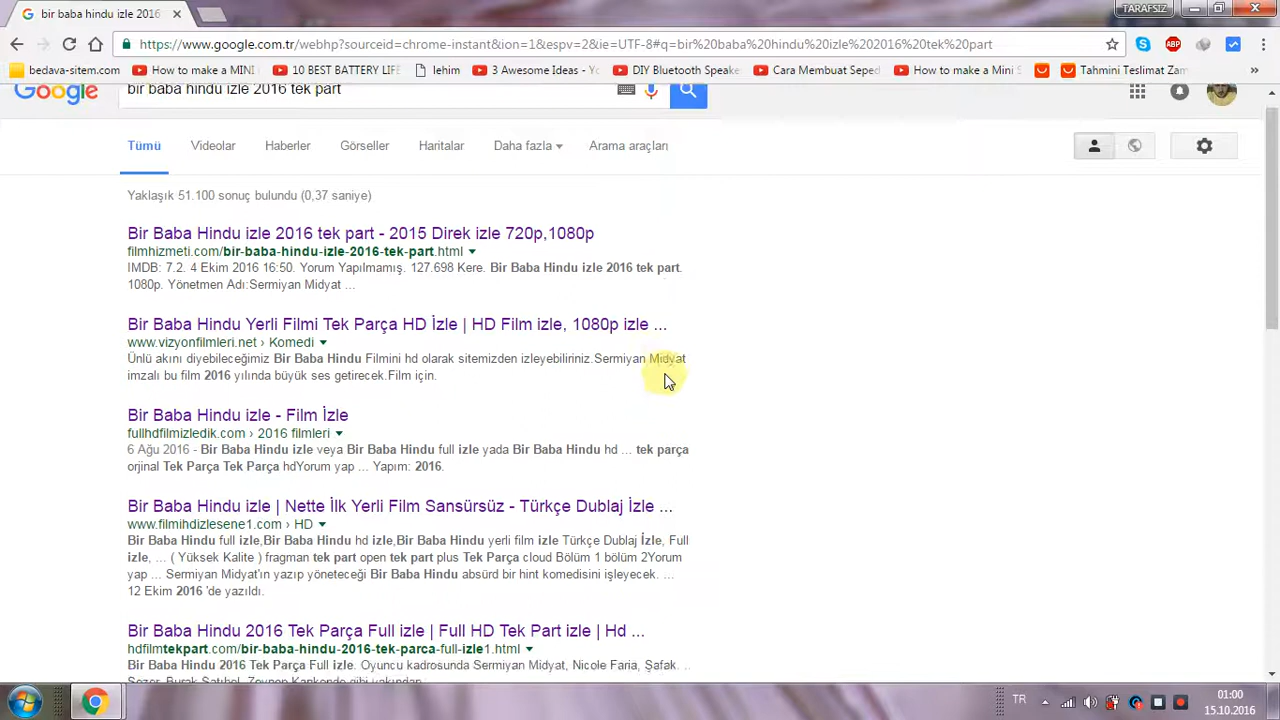 bir baba hindu izle 2016
TARAFSIZ
https://www.google.com.tr/webhp?sourceid=chrome-instant&ion=1&espv=2&ie=UTF-8#q=bir%20baba%20hindu%20izle%202016%20tek%20part
bedava-sitem.com
How to make a MINI
10 BEST BATTERY LIFE
lehim
3 Awesome Ideas - Yo
DIY Bluetooth Speake
Cara Membuat Seped
How to make a Mini S
Tahmini Teslimat Zam
»
Google
bir baba hindu izle 2016 tek part
Tümü
Videolar
Haberler
Görseller
Haritalar
Daha fazla
Arama araçları
Yaklaşık 51.100 sonuç bulundu (0,37 saniye)
Bir Baba Hindu izle 2016 tek part - 2015 Direk izle 720p,1080p
filmhizmeti.com/bir-baba-hindu-izle-2016-tek-part.html
IMDB: 7.2. 4 Ekim 2016 16:50. Yorum Yapılmamış. 127.698 Kere. Bir Baba Hindu izle 2016 tek part.
1080p. Yönetmen Adı:Sermiyan Midyat ...
Bir Baba Hindu Yerli Filmi Tek Parça HD İzle | HD Film izle, 1080p izle ...
www.vizyonfilmleri.net › Komedi
Ünlü akını diyebileceğimiz Bir Baba Hindu Filmini hd olarak sitemizden izleyebiliriniz.Sermiyan Midyat
imzalı bu film 2016 yılında büyük ses getirecek.Film için.
Bir Baba Hindu izle - Film İzle
fullhdfilmizledik.com › 2016 filmleri
6 Ağu 2016 - Bir Baba Hindu izle veya Bir Baba Hindu full izle yada Bir Baba Hindu hd ... tek parça
orjinal Tek Parça Tek Parça hdYorum yap ... Yapım: 2016.
Bir Baba Hindu izle | Nette İlk Yerli Film Sansürsüz - Türkçe Dublaj İzle ...
www.filmihdizlesene1.com › HD
Bir Baba Hindu full izle,Bir Baba Hindu hd izle,Bir Baba Hindu yerli film izle Türkçe Dublaj İzle, Full
izle, ... ( Yüksek Kalite ) fragman tek part open tek part plus Tek Parça cloud Bölüm 1 bölüm 2Yorum
yap ... Sermiyan Midyat'ın yazıp yöneteceği Bir Baba Hindu absürd bir hint komedisini işleyecek. ...
12 Ekim 2016 'de yazıldı.
Bir Baba Hindu 2016 Tek Parça Full izle | Full HD Tek Part izle | Hd ...
hdfilmtekpart.com/bir-baba-hindu-2016-tek-parca-full-izle1.html
Bir Baba Hindu 2016 Tek Parça Full izle. Oyuncu kadrosunda Sermiyan Midyat, Nicole Faria, Şafak. ..
TR
01:00
15.10.2016